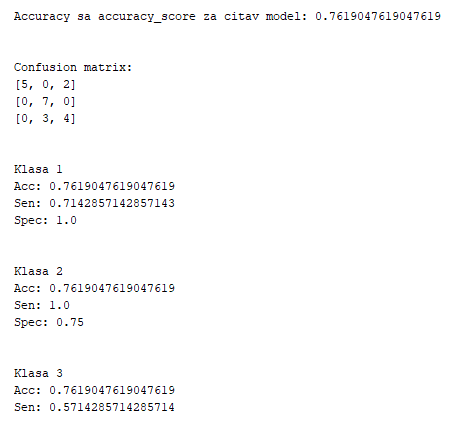 Accuracy sa accuracy_score za citav model: 0.7619047619047619
Confusion matrix:
[5, 0, 2]
[0, 7, 0]
[0, 3, 4]
Klasa 1
Acc: 0.7619047619047619
Sen: 0.7142857142857143
Spec: 1.0
Klasa 2
Acc: 0.7619047619047619
Sen: 1.0
Spec: 0.75
Klasa 3
Acc: 0.7619047619047619
Sen: 0.5714285714285714